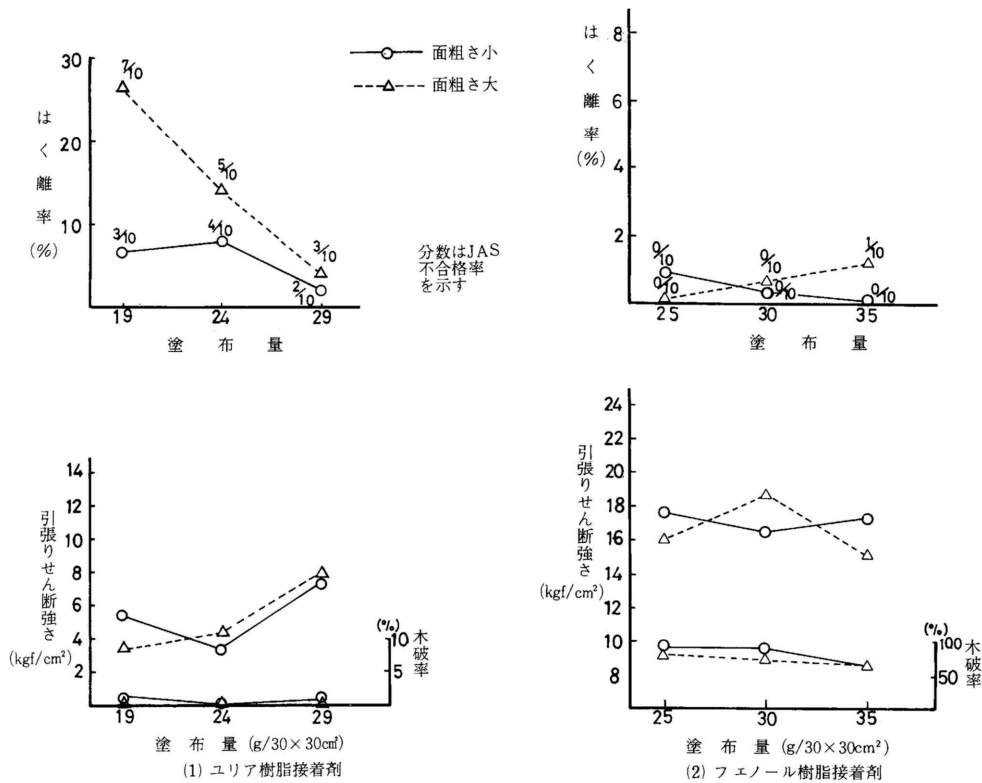 面粗さ小
面粗さ大
30
20
10
はく離率
(%)
7/10
5/10
3/10
3/10
4/10
2/10
19
24
29
塗布量
分数はJAS
不合格率
を示す
8
6
4
2
はく離率
(%)
0/10
0/10
0/10
0/10
1/10
0/10
25
30
35
塗布量
14
12
10
8
6
4
2
引張りせん断強さ
(kgf/cm²)
(%)
10
5
木破率
19
24
29
塗布量 (g/30×30cm²)
(1) ユリア樹脂接着剤
24
22
20
18
16
14
12
10
8
引張りせん断強さ
(kgf/cm²)
(%)
100
50
木破率
25
30
35
塗布量 (g/30×30cm²)
(2) フェノール樹脂接着剤